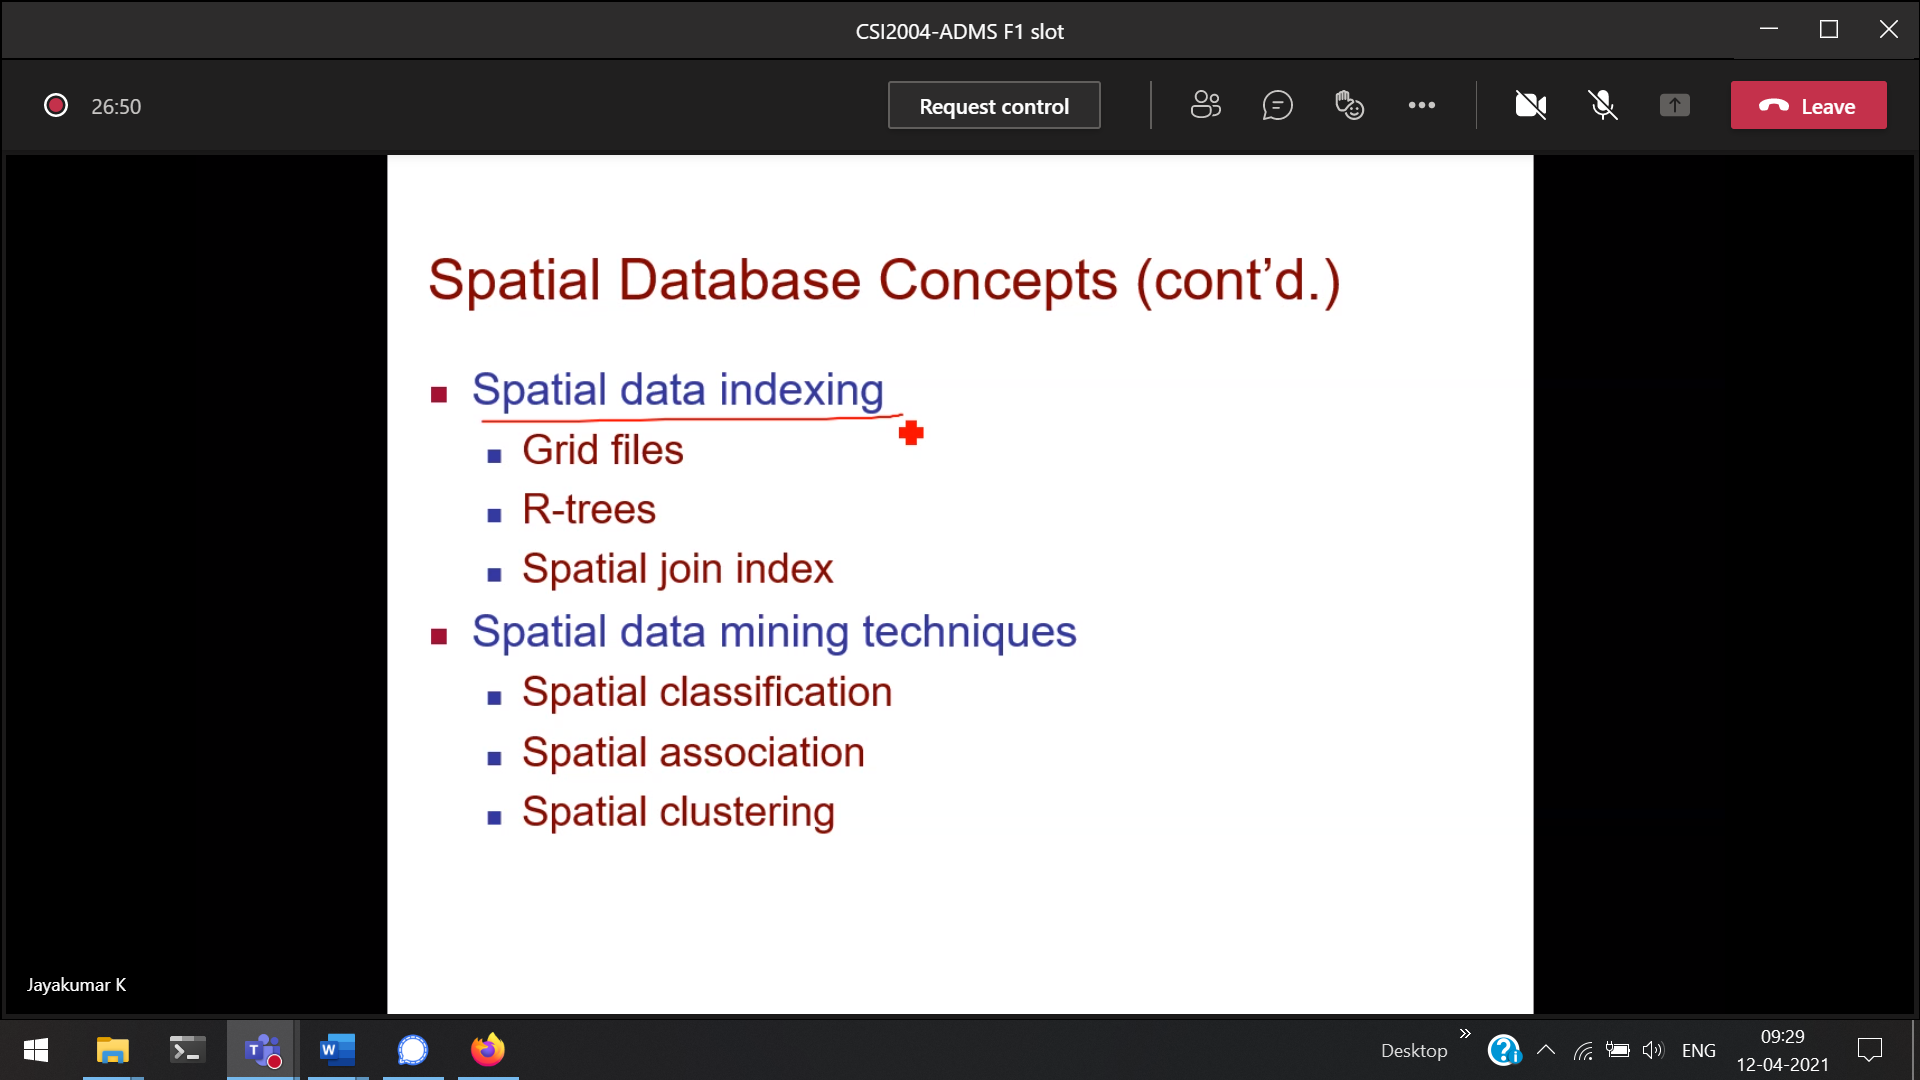 CSI2004-ADMS F1 slot
26:50
Request control
Leave
Spatial Database Concepts (cont’d.)
Spatial data indexing
Grid files
R-trees
Spatial join index
Spatial data mining techniques
Spatial classification
Spatial association
Spatial clustering
Jayakumar K
Desktop
ENG
09:29
12-04-2021